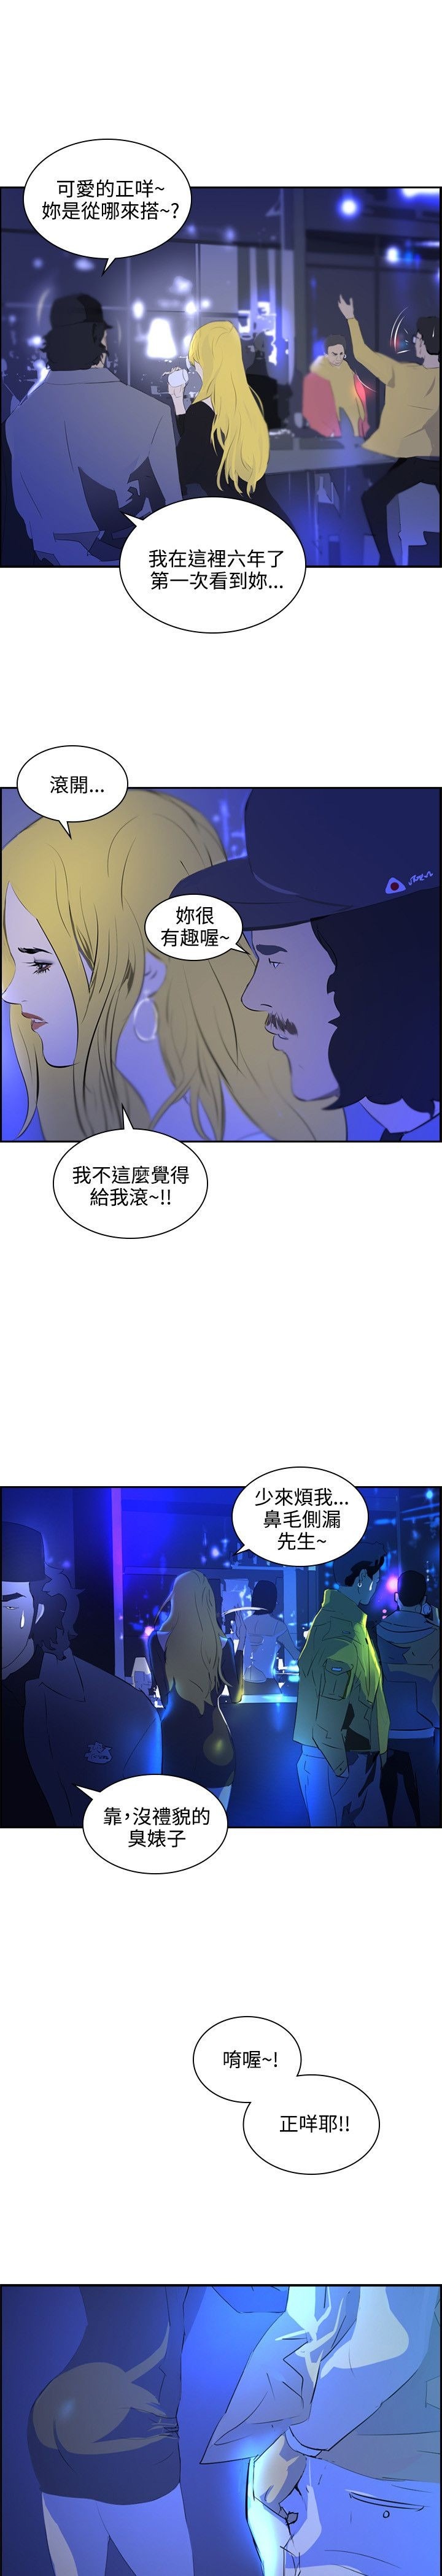 可愛的正咩~
妳是從哪來搭~?
我在這裡六年了
第一次看到妳...
滾開...
妳很
有趣喔~
我不這麼覺得
給我滾~!!
少來煩我...
鼻毛側漏
先生~
靠，沒禮貌的
臭婊子
唷喔~!
正咩耶!!